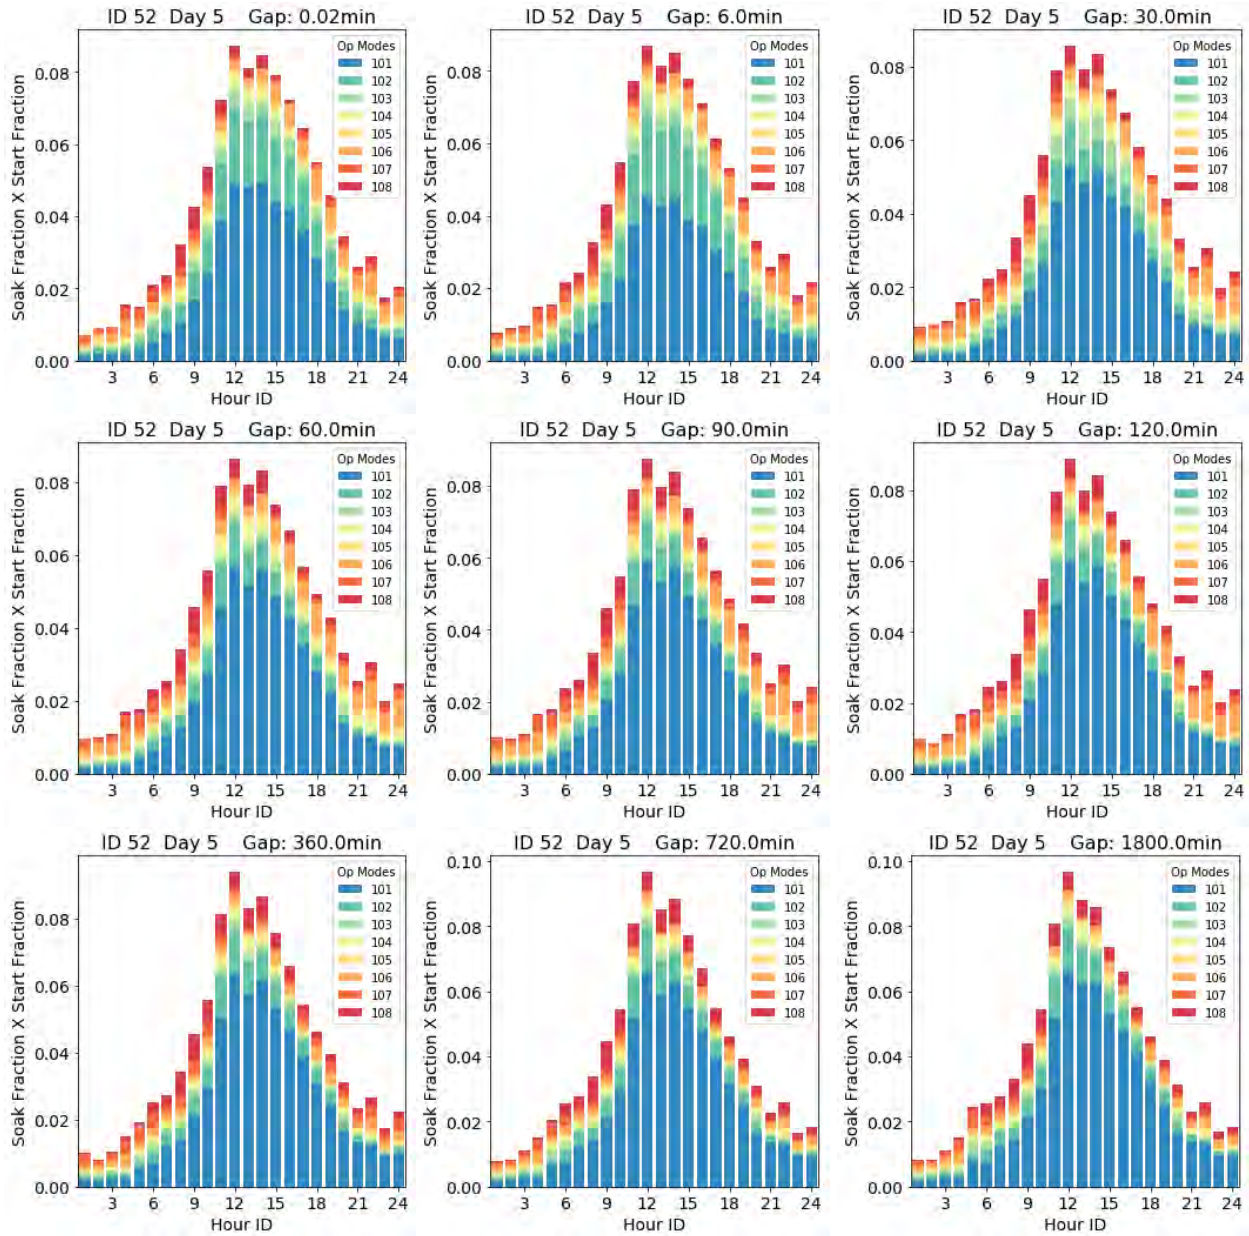 ID 52 Day 5 Gap: 0.02min
Soak Fraction X Start Fraction
0.08
0.06
0.04
0.02
0.00
Op Modes
101
102
103
104
105
106
107
108
3 6 9 12 15 18 21 24
Hour ID
ID 52 Day 5 Gap: 6.0min
Soak Fraction X Start Fraction
0.08
0.06
0.04
0.02
0.00
Op Modes
101
102
103
104
105
106
107
108
3 6 9 12 15 18 21 24
Hour ID
ID 52 Day 5 Gap: 30.0min
Soak Fraction X Start Fraction
0.08
0.06
0.04
0.02
0.00
Op Modes
101
102
103
104
105
106
107
108
3 6 9 12 15 18 21 24
Hour ID
ID 52 Day 5 Gap: 60.0min
Soak Fraction X Start Fraction
0.08
0.06
0.04
0.02
0.00
Op Modes
101
102
103
104
105
106
107
108
3 6 9 12 15 18 21 24
Hour ID
ID 52 Day 5 Gap: 90.0min
Soak Fraction X Start Fraction
0.08
0.06
0.04
0.02
0.00
Op Modes
101
102
103
104
105
106
107
108
3 6 9 12 15 18 21 24
Hour ID
ID 52 Day 5 Gap: 120.0min
Soak Fraction X Start Fraction
0.08
0.06
0.04
0.02
0.00
Op Modes
101
102
103
104
105
106
107
108
3 6 9 12 15 18 21 24
Hour ID
ID 52 Day 5 Gap: 360.0min
Soak Fraction X Start Fraction
0.08
0.06
0.04
0.02
0.00
Op Modes
101
102
103
104
105
106
107
108
3 6 9 12 15 18 21 24
Hour ID
ID 52 Day 5 Gap: 720.0min
Soak Fraction X Start Fraction
0.10
0.08
0.06
0.04
0.02
0.00
Op Modes
101
102
103
104
105
106
107
108
3 6 9 12 15 18 21 24
Hour ID
ID 52 Day 5 Gap: 1800.0min
Soak Fraction X Start Fraction
0.10
0.08
0.06
0.04
0.02
0.00
Op Modes
101
102
103
104
105
106
107
108
3 6 9 12 15 18 21 24
Hour ID